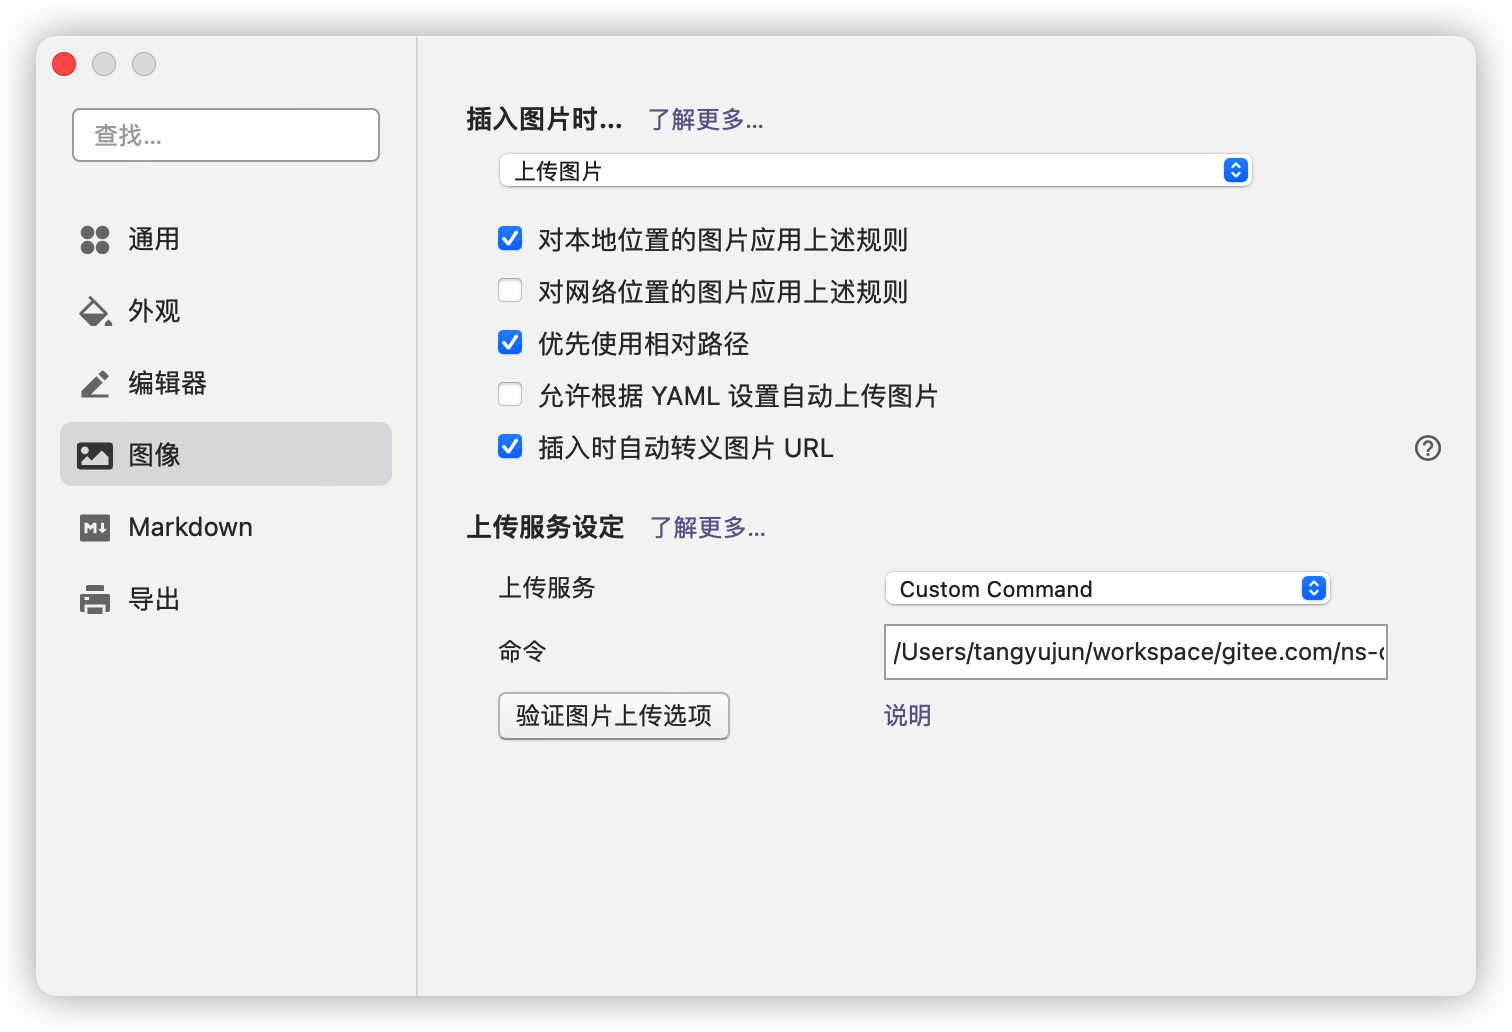 查找...
通用
外观
编辑器
图像
Markdown
导出
插入图片时... 了解更多...
上传图片
对本地位置的图片应用上述规则
对网络位置的图片应用上述规则
优先使用相对路径
允许根据 YAML 设置自动上传图片
插入时自动转义图片 URL
上传服务设定 了解更多...
上传服务 Custom Command
命令 /Users/tangyujun/workspace/gitee.com/ns-
验证图片上传选项 说明